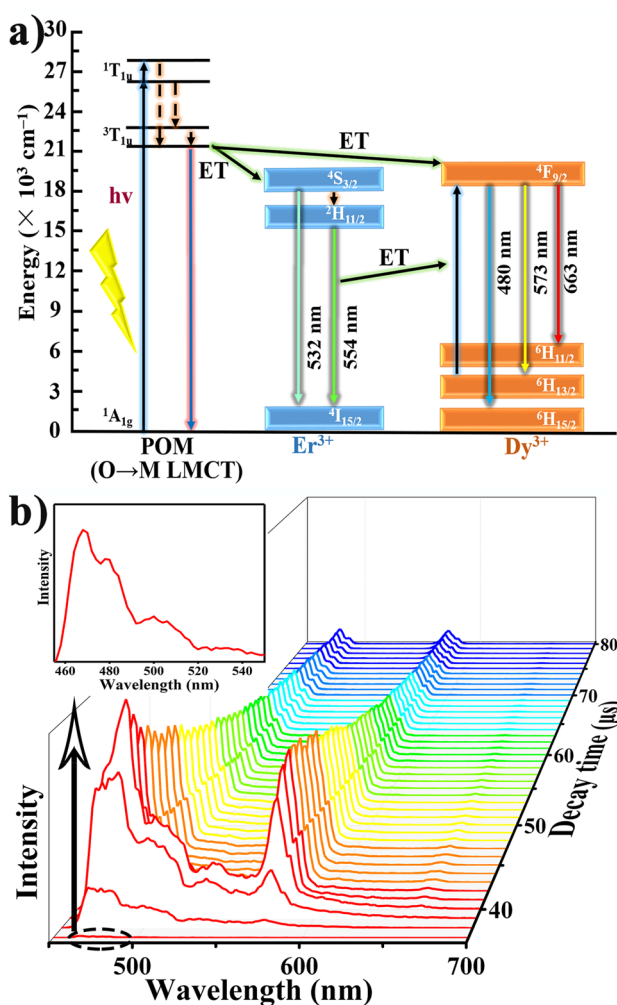 a)
30
27
24
21
18
15
12
9
6
3
0
Energy (× 10³ cm⁻¹)
¹T₁ᵤ
³T₁ᵤ
hν
¹A₁g
ET
ET
ET
⁴S₃/₂
²H₁₁/₂
⁴F₉/₂
532 nm
554 nm
480 nm
573 nm
663 nm
⁶H₁₁/₂
⁶H₁₃/₂
⁶H₁₅/₂
⁴I₁₅/₂
POM
(O→M LMCT)
Er³⁺
Dy³⁺
b)
Intensity
460 480 500 520 540
Wavelength (nm)
80
70
60
50
40
Decay time (μs)
Intensity
500 600 700
Wavelength (nm)